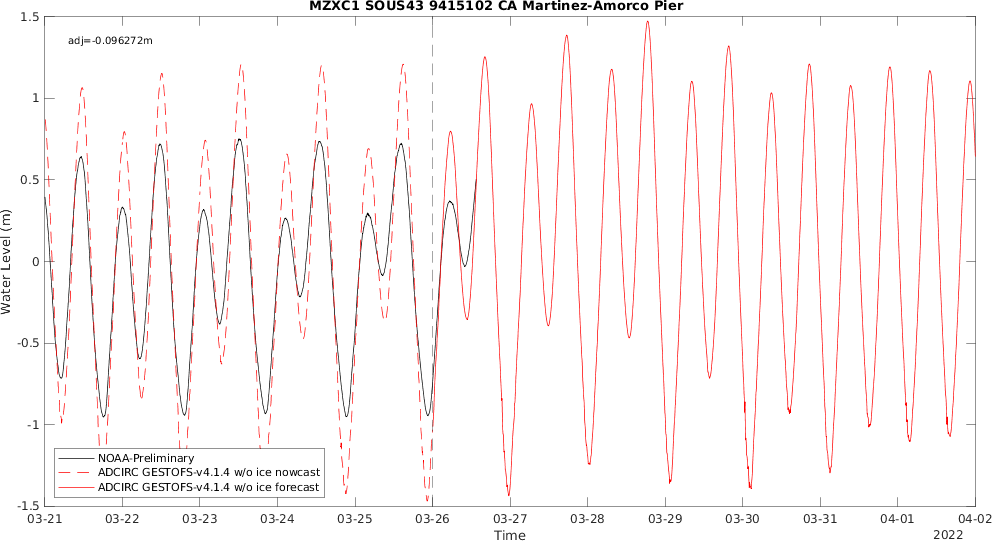 MZXC1 SOUS43 9415102 CA Martinez-Amorco Pier
adj=-0.096272m
1.5
1
0.5
0
-0.5
-1
-1.5
Water Level (m)
NOAA-Preliminary
ADCIRC GESTOFS-v4.1.4 w/o ice nowcast
ADCIRC GESTOFS-v4.1.4 w/o ice forecast
03-21 03-22 03-23 03-24 03-25 03-26 03-27 03-28 03-29 03-30 03-31 04-01 04-02
Time
2022